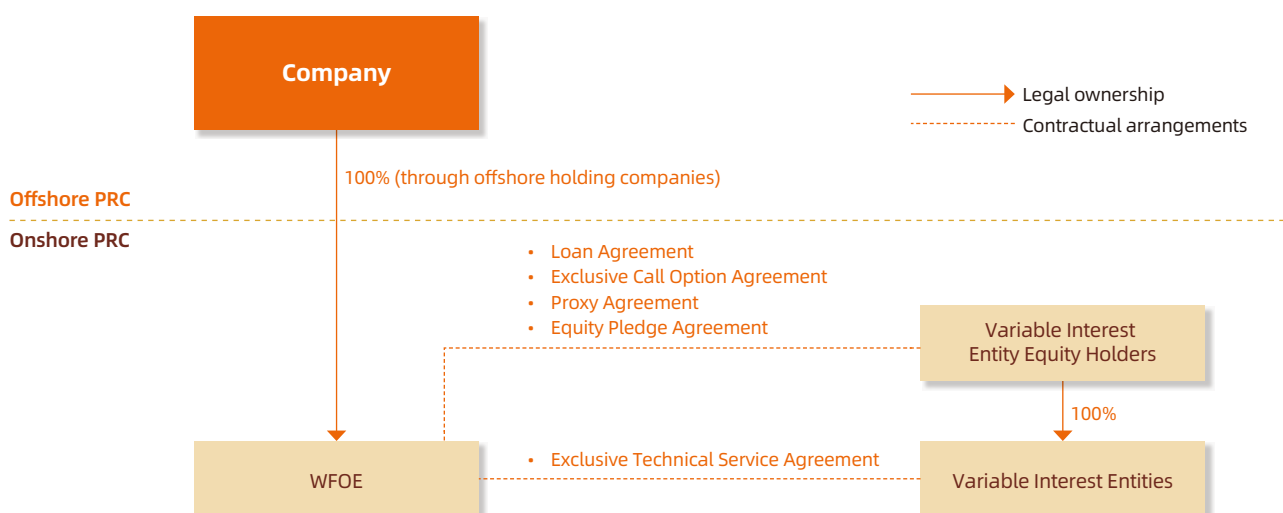 Company
Legal ownership
Contractual arrangements
100% (through offshore holding companies)
Offshore PRC
Onshore PRC
• Loan Agreement
• Exclusive Call Option Agreement
• Proxy Agreement
• Equity Pledge Agreement
Variable Interest
Entity Equity Holders
100%
WFOE
• Exclusive Technical Service Agreement
Variable Interest Entities